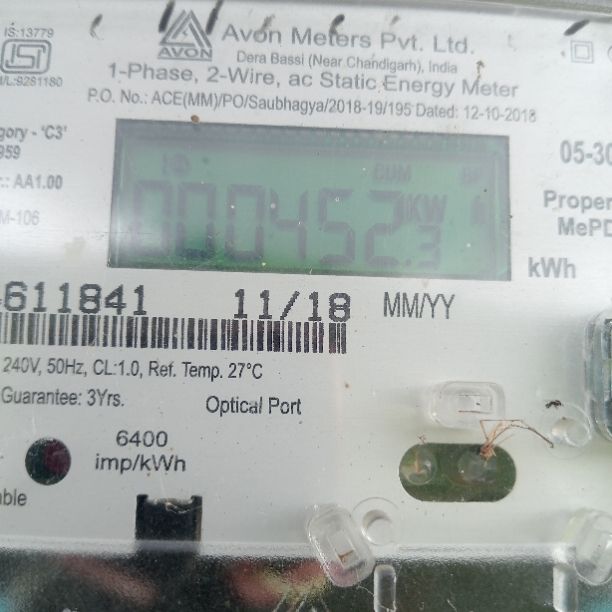 IS:13779
ISI
M/L:9281180
AVON
Avon Meters Pvt. Ltd.
Dera Bassi (Near Chandigarh), India
1-Phase, 2-Wire, ac Static Energy Meter
P.O. No.: ACE(MM)/PO/Saubhagya/2018-19/195 Dated: 12-10-2018
gory - 'C3'
959
.: AA1.00
M-106
CUM
000452.3
KW
05-30
Proper
MePD
kWh
611841
11/18
MM/YY
240V, 50Hz, CL:1.0, Ref. Temp. 27°C
Guarantee: 3Yrs.
Optical Port
6400
imp/kWh
able